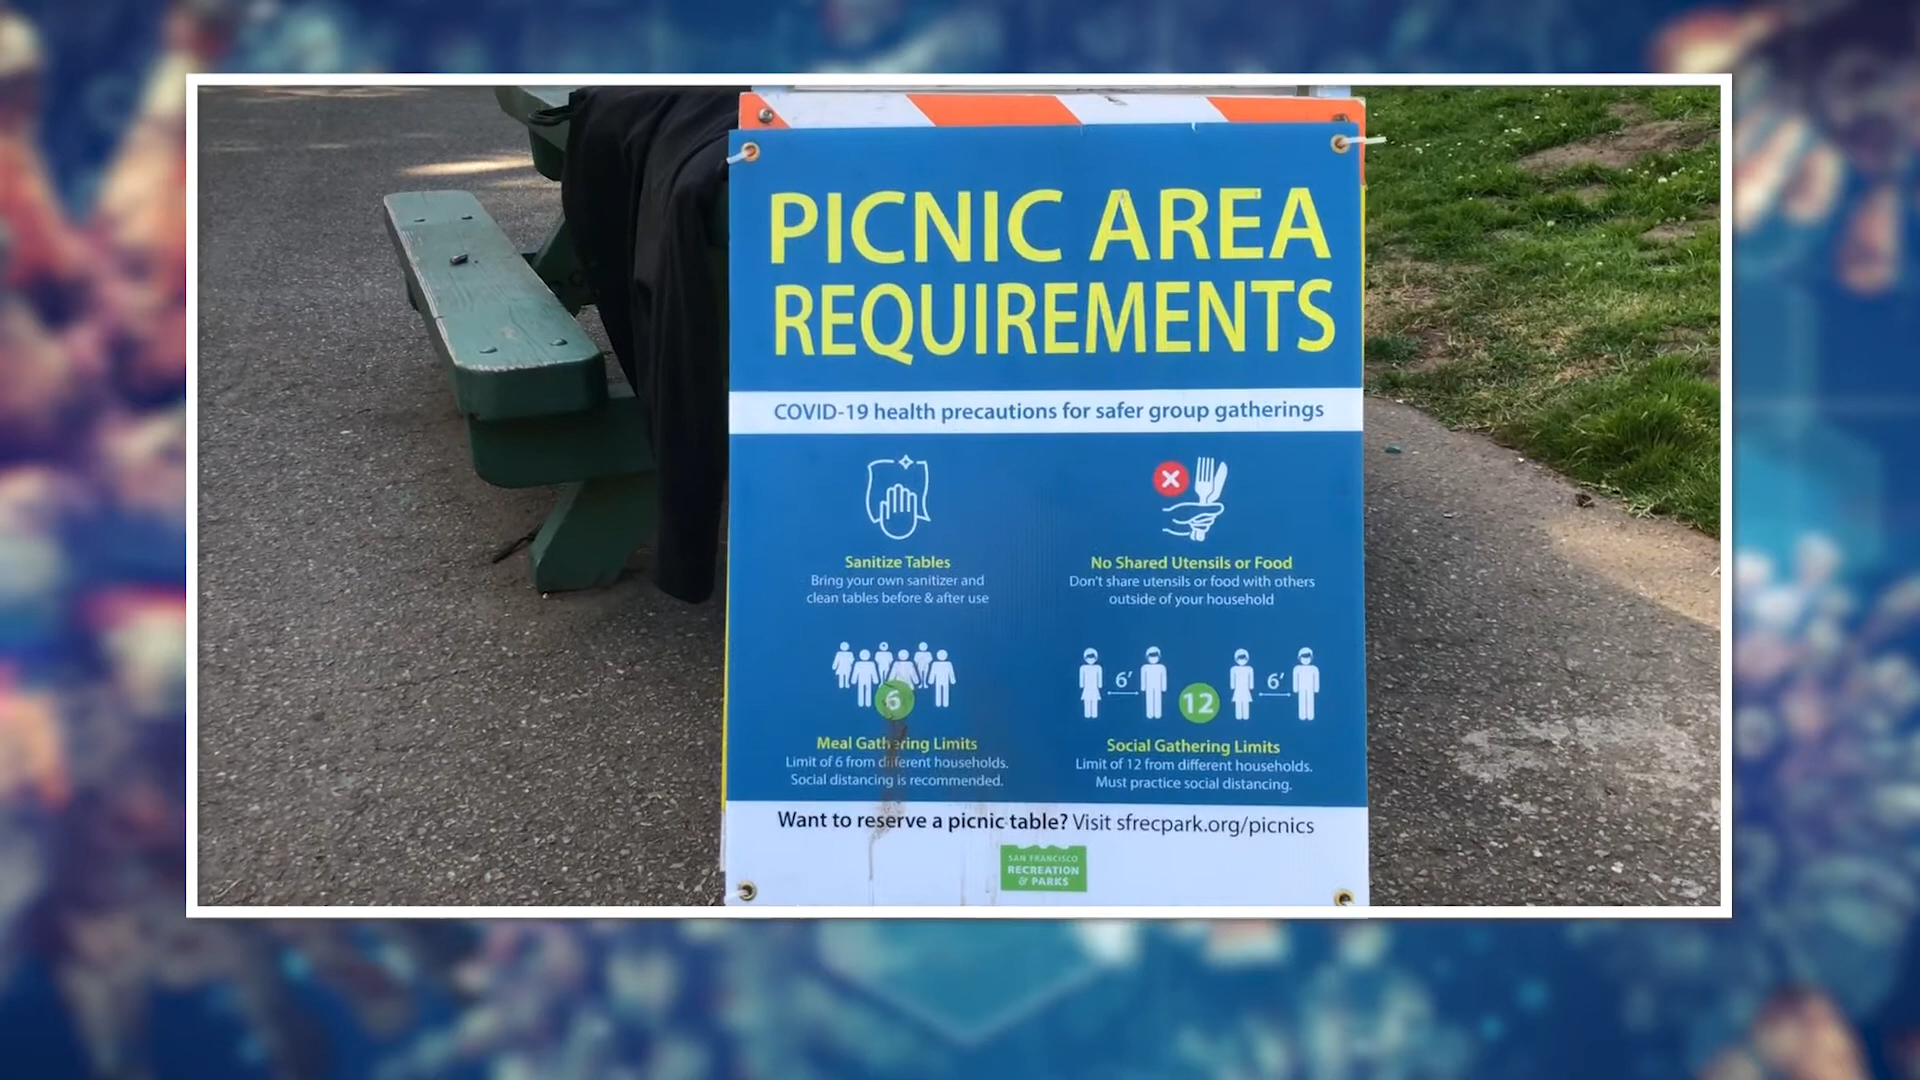 PICNIC AREA
REQUIREMENTS
COVID-19 health precautions for safer group gatherings
Sanitize Tables
Bring your own sanitizer and
clean tables before & after use
No Shared Utensils or Food
Don't share utensils or food with others
outside of your household
6
Meal Gathering Limits
Limit of 6 from different households.
Social distancing is recommended.
6' 12 6'
Social Gathering Limits
Limit of 12 from different households.
Must practice social distancing.
Want to reserve a picnic table? Visit sfrecpark.org/picnics
SAN FRANCISCO
RECREATION
& PARKS